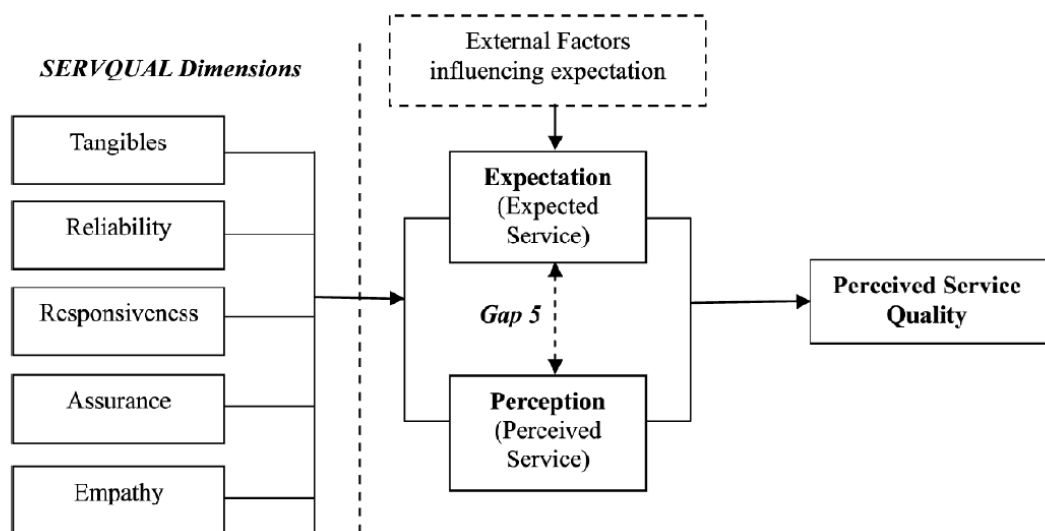 SERVQUAL Dimensions
Tangibles
Reliability
Responsiveness
Assurance
Empathy
External Factors
influencing expectation
Expectation
(Expected
Service)
Gap 5
Perception
(Perceived
Service)
Perceived Service
Quality